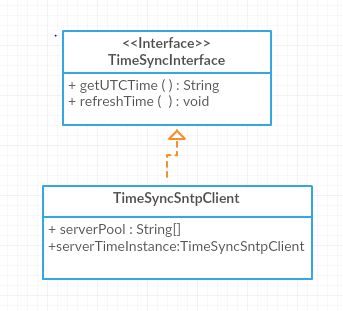 <<Interface>>
TimeSyncInterface
+ getUTCTime ( ) : String
+ refreshTime (  ) : void
TimeSyncSntpClient
+ serverPool : String[]
+serverTimeInstance:TimeSyncSntpClient